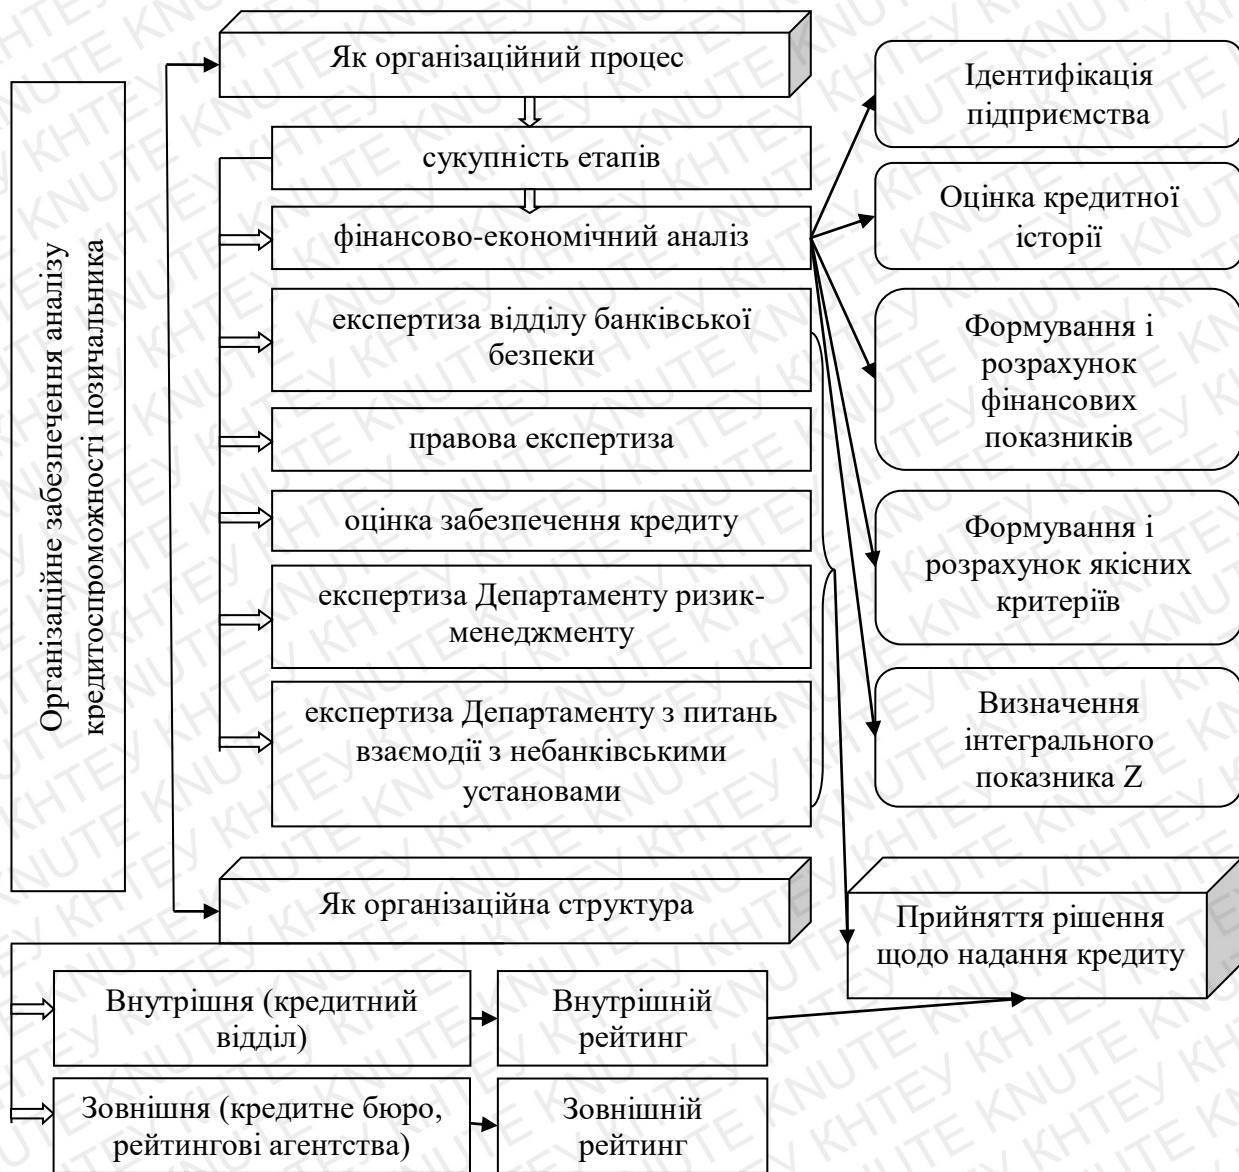 Організаційне забезпечення аналізу
кредитоспроможності позичальника
Як організаційний процес
сукупність етапів
фінансово-економічний аналіз
експертиза відділу банківської
безпеки
правова експертиза
оцінка забезпечення кредиту
експертиза Департаменту ризик-
менеджменту
експертиза Департаменту з питань
взаємодії з небанківськими
установами
Ідентифікація
підприємства
Оцінка кредитної
історії
Формування і
розрахунок
фінансових
показників
Формування і
розрахунок якісних
критеріїв
Визначення
інтегрального
показника Z
Як організаційна структура
Прийняття рішення
щодо надання кредиту
Внутрішня (кредитний
відділ)
Внутрішній
рейтинг
Зовнішня (кредитне бюро,
рейтингові агентства)
Зовнішній
рейтинг